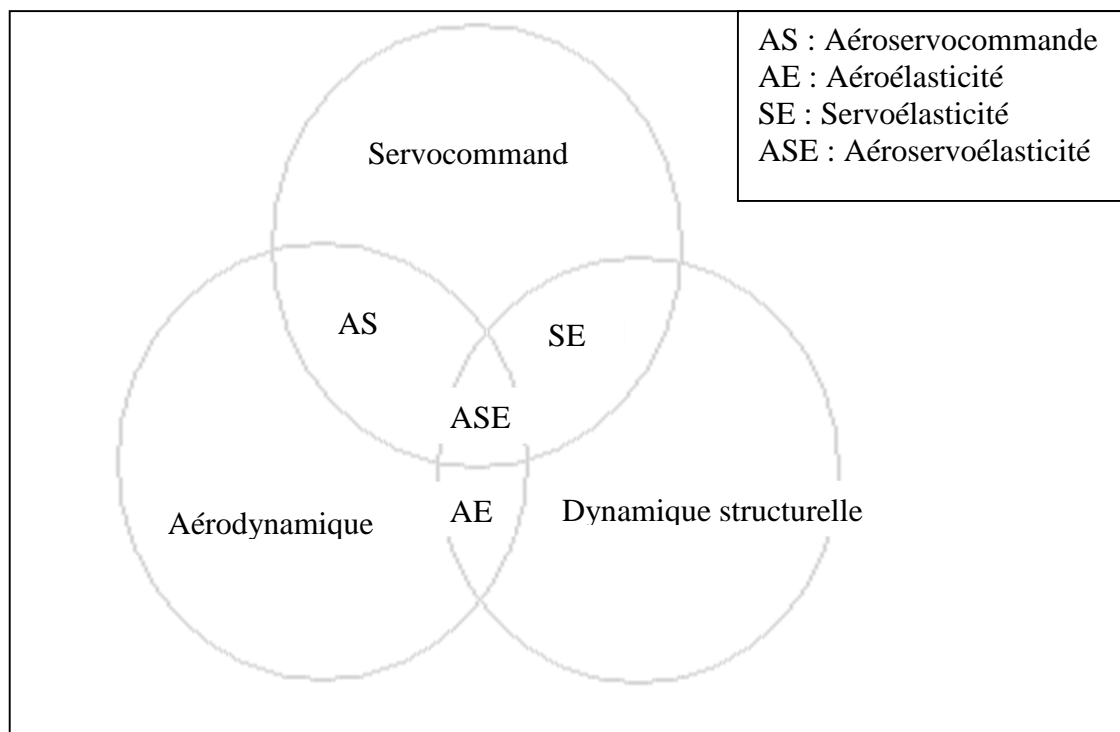 AS : Aéroservocommande
AE : Aéroélasticité
SE : Servoélasticité
ASE : Aéroservoélasticité
Servocommand
AS
SE
ASE
AE
Aérodynamique
Dynamique structurelle